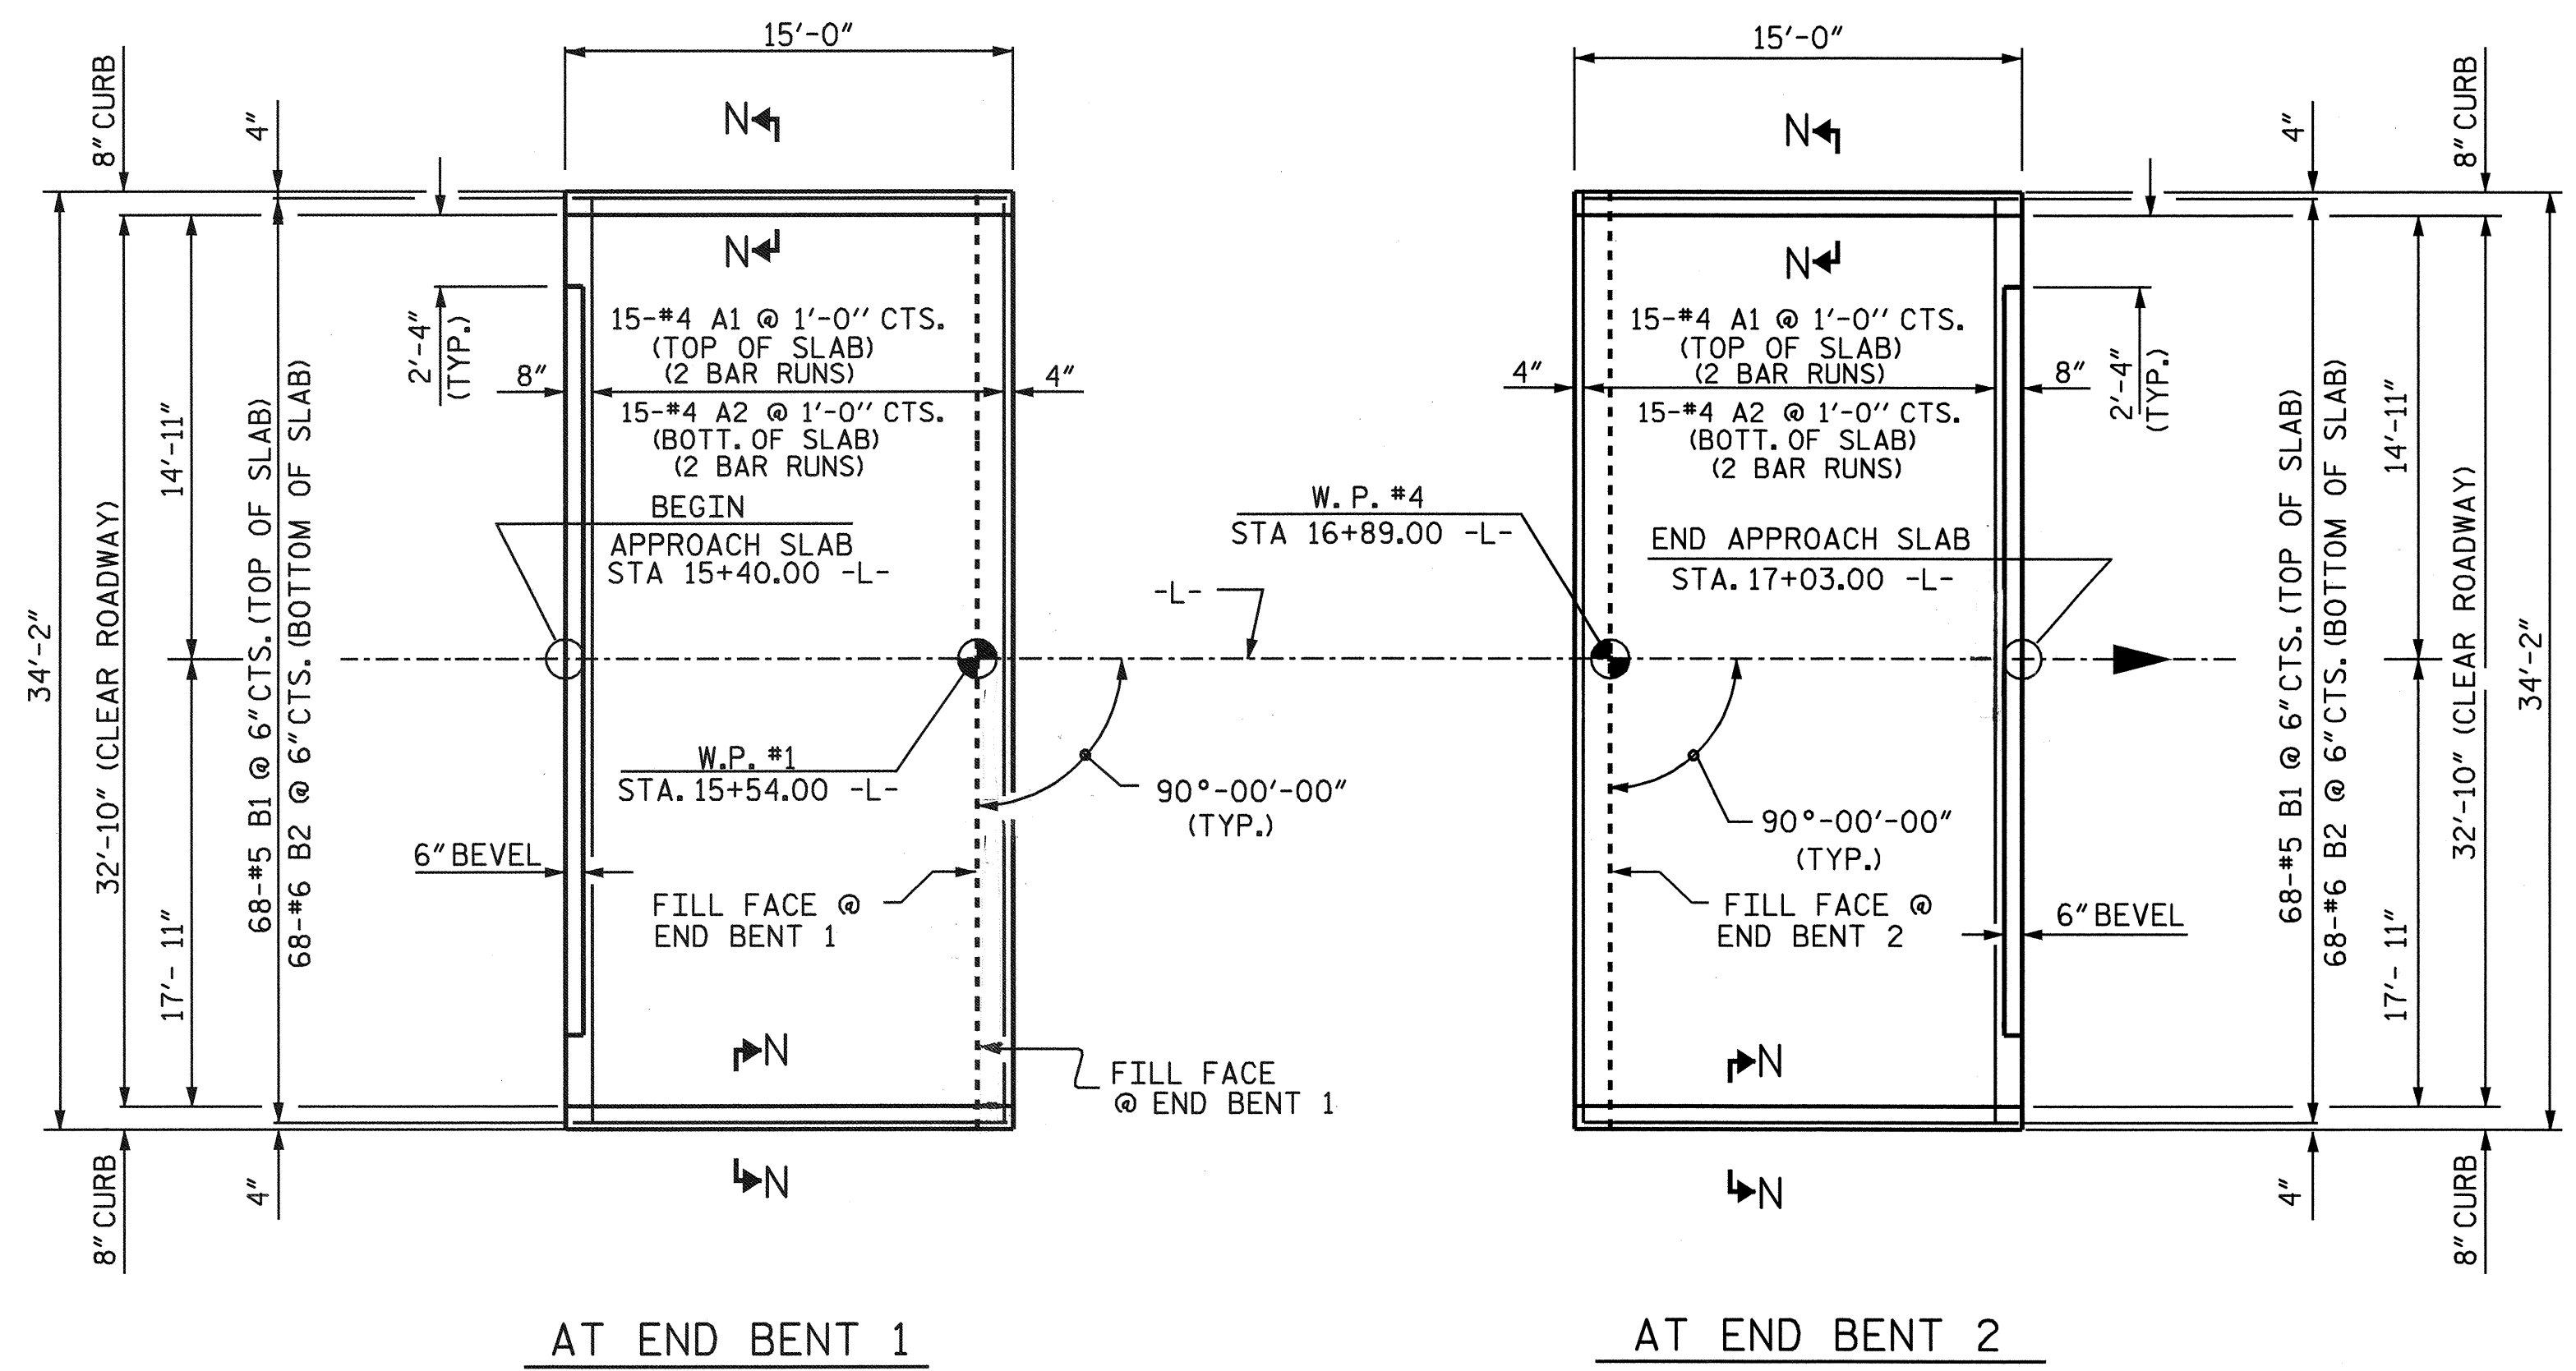 15'-0"
8" CURB
4"
N
N
2'-4"
(TYP.)
15-#4 A1 @ 1'-0'' CTS.
(TOP OF SLAB)
(2 BAR RUNS)
8"
4"
15-#4 A2 @ 1'-0'' CTS.
(BOTT. OF SLAB)
(2 BAR RUNS)
BEGIN
APPROACH SLAB
STA 15+40.00 -L-
34'-2"
32'-10" (CLEAR ROADWAY)
14'-11"
17'- 11"
68-#5 B1 @ 6" CTS. (TOP OF SLAB)
68-#6 B2 @ 6" CTS. (BOTTOM OF SLAB)
W.P. #1
STA. 15+54.00 -L-
6" BEVEL
FILL FACE @
END BENT 1
90°-00'-00"
(TYP.)
FILL FACE
@ END BENT 1
N
N
8" CURB
4"
AT END BENT 1
-L-
15'-0"
N
N
4"
8" CURB
15-#4 A1 @ 1'-0'' CTS.
(TOP OF SLAB)
(2 BAR RUNS)
4"
8"
15-#4 A2 @ 1'-0'' CTS.
(BOTT. OF SLAB)
(2 BAR RUNS)
2'-4"
(TYP.)
W. P. #4
STA 16+89.00 -L-
END APPROACH SLAB
STA. 17+03.00 -L-
90°-00'-00"
(TYP.)
FILL FACE @
END BENT 2
6" BEVEL
68-#5 B1 @ 6" CTS. (TOP OF SLAB)
68-#6 B2 @ 6" CTS. (BOTTOM OF SLAB)
14'-11"
17'- 11"
32'-10" (CLEAR ROADWAY)
34'-2"
N
N
4"
8" CURB
AT END BENT 2